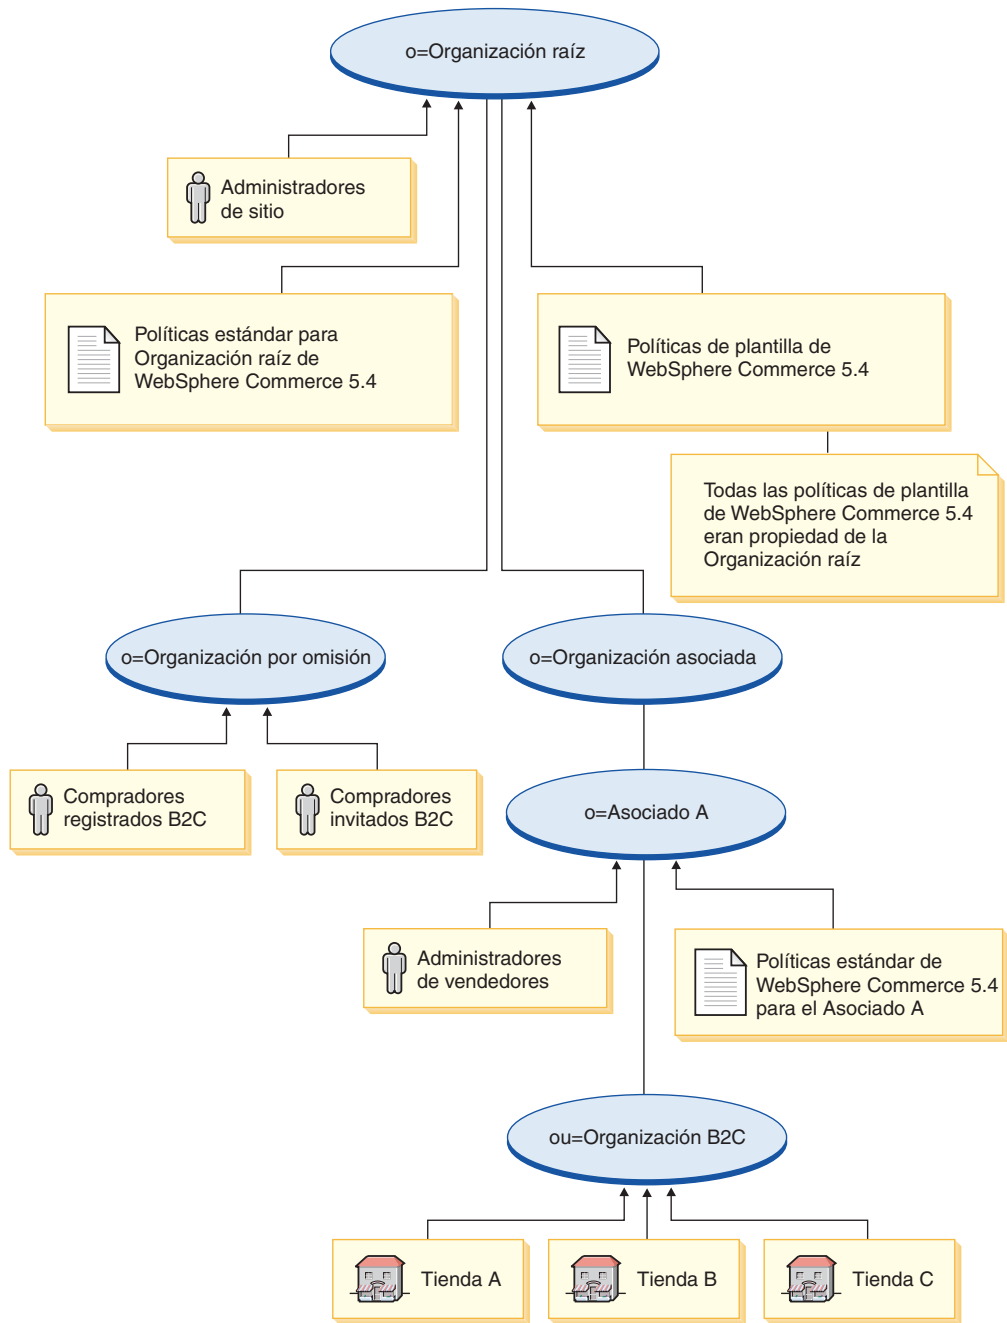 o=Organización raíz
Administradores
de sitio
Políticas estándar para
Organización raíz de
WebSphere Commerce 5.4
Políticas de plantilla de
WebSphere Commerce 5.4
Todas las políticas de plantilla
de WebSphere Commerce 5.4
eran propiedad de la
Organización raíz
o=Organización por omisión
o=Organización asociada
Compradores
registrados B2C
Compradores
invitados B2C
o=Asociado A
Administradores
de vendedores
Políticas estándar de
WebSphere Commerce 5.4
para el Asociado A
ou=Organización B2C
Tienda A
Tienda B
Tienda C